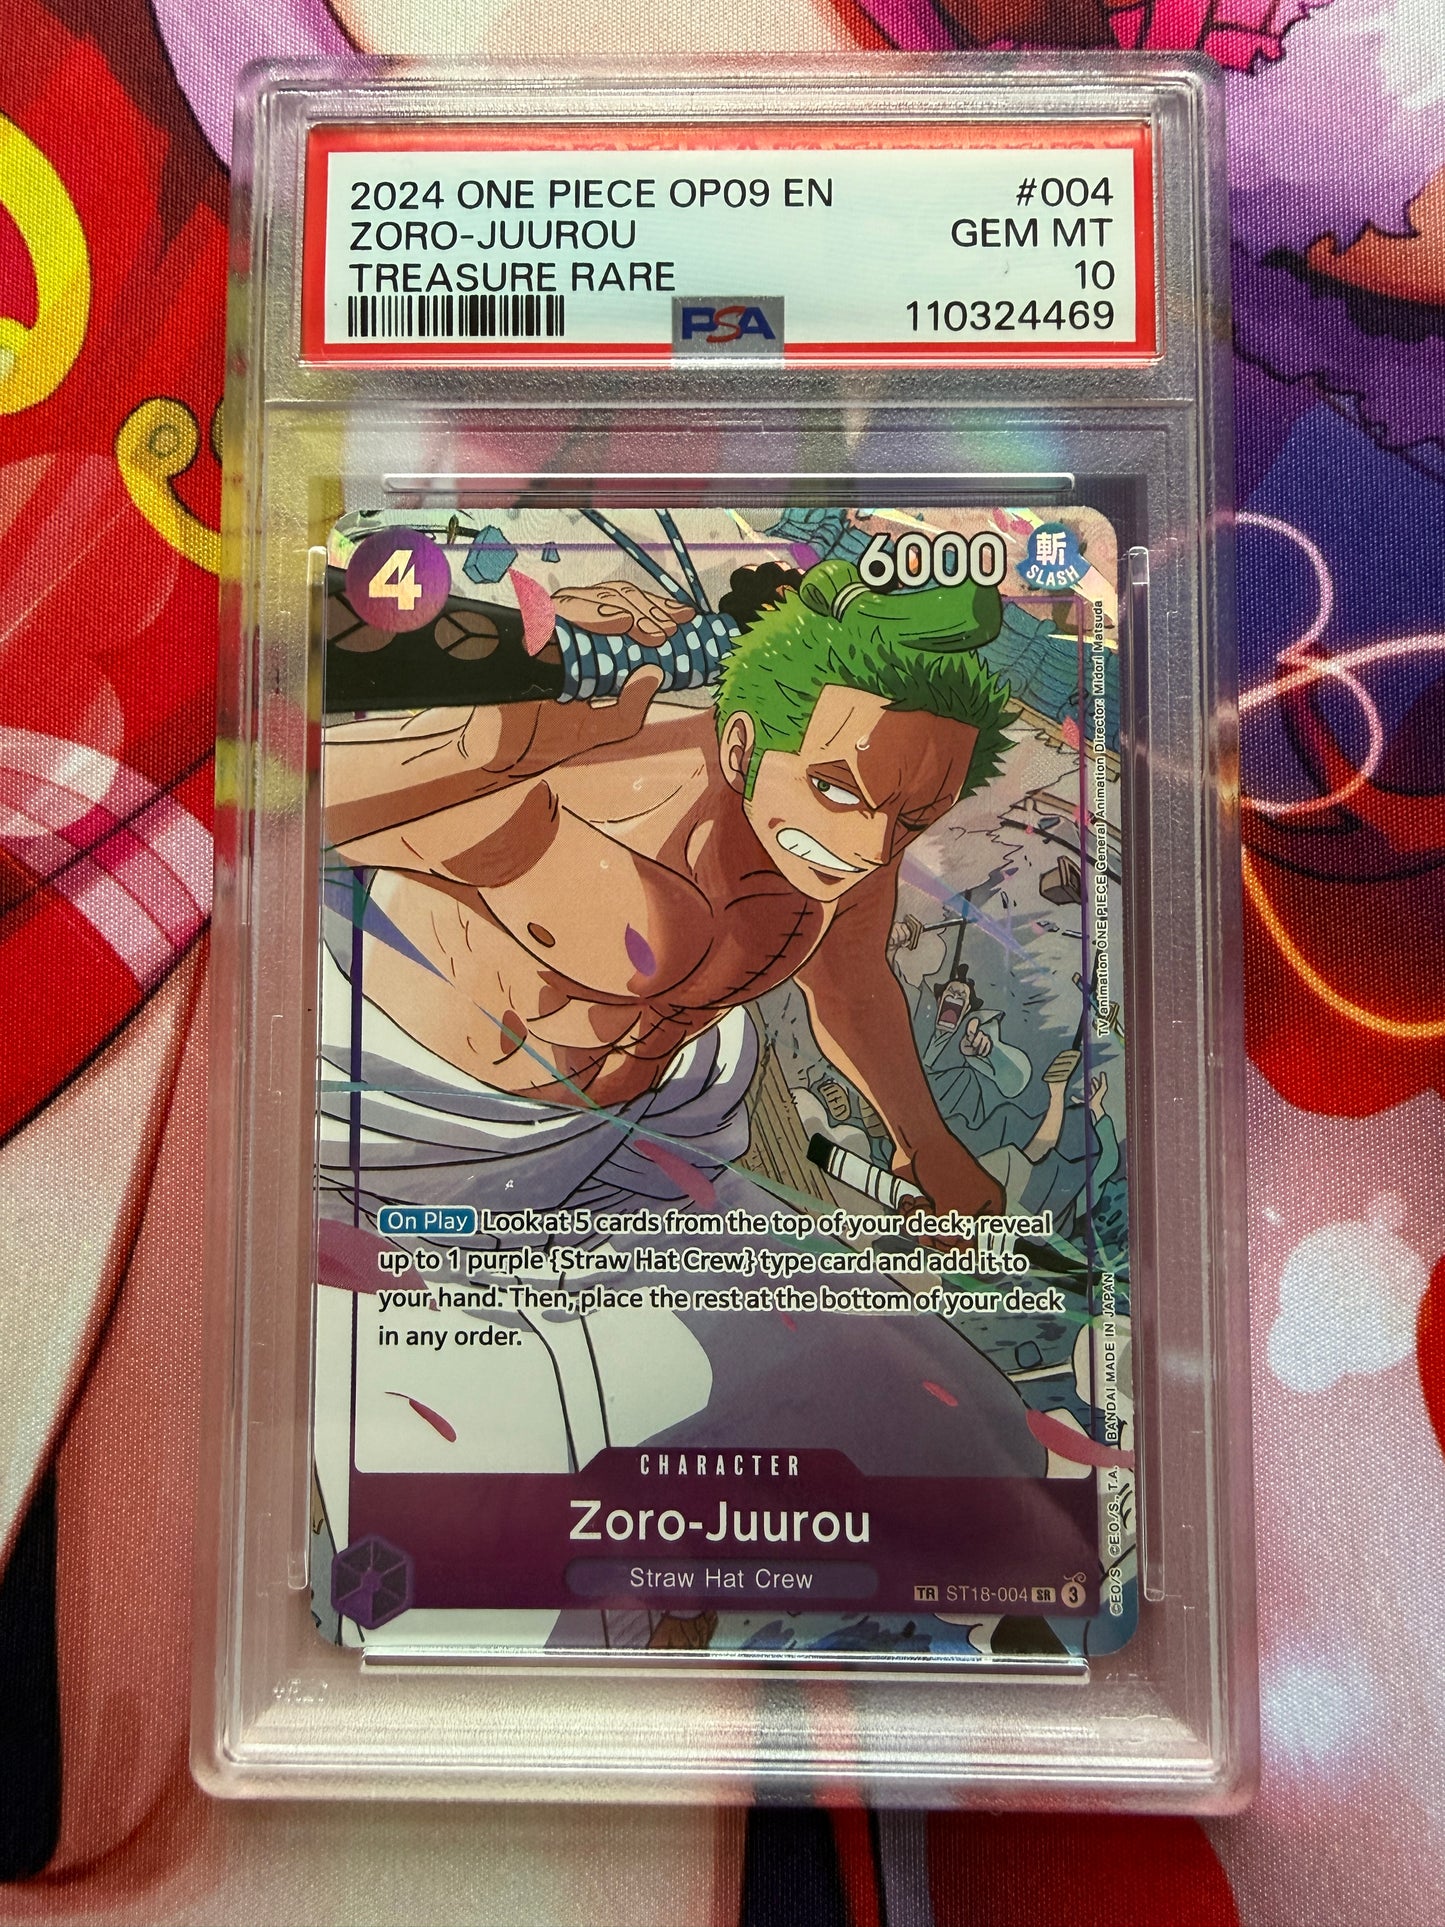 2024 ONE PIECE OP09 EN #004
ZORO-JUUROU GEM MT
TREASURE RARE 10
PSA 110324469
4
6000 斬
SLASH
TV animation ONE PIECE General Animation Director: Midori Matsuda
On Play Look at 5 cards from the top of your deck; reveal
up to 1 purple {Straw Hat Crew} type card and add it to
your hand. Then, place the rest at the bottom of your deck
in any order.
CHARACTER
Zoro-Juurou
Straw Hat Crew
TR ST18-004 SR 3
©E.O/S. ©E.O./S., T.A. BANDAI MADE IN JAPAN